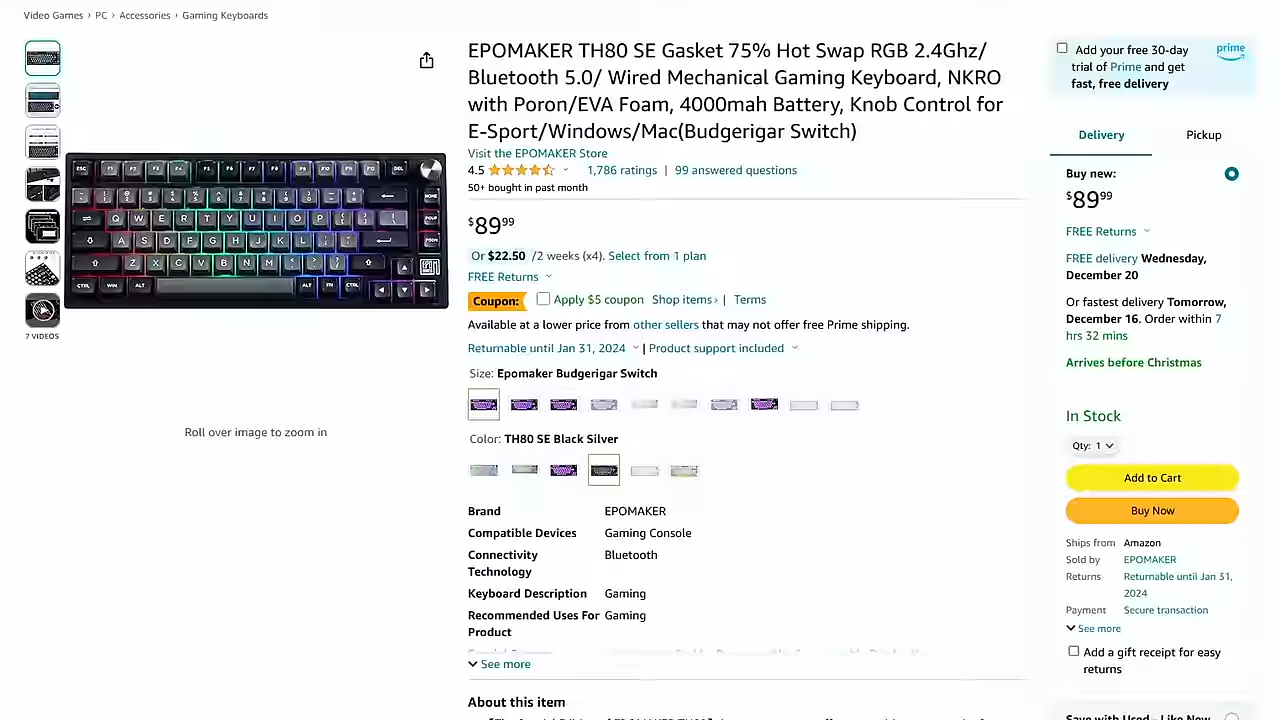 Video Games › PC › Accessories › Gaming Keyboards
7 VIDEOS
Roll over image to zoom in
EPOMAKER TH80 SE Gasket 75% Hot Swap RGB 2.4Ghz/
Bluetooth 5.0/ Wired Mechanical Gaming Keyboard, NKRO
with Poron/EVA Foam, 4000mah Battery, Knob Control for
E-Sport/Windows/Mac(Budgerigar Switch)
Visit the EPOMAKER Store
4.5 1,786 ratings | 99 answered questions
50+ bought in past month
$89.99
Or $22.50 /2 weeks (x4). Select from 1 plan
FREE Returns
Coupon: Apply $5 coupon Shop items › | Terms
Available at a lower price from other sellers that may not offer free Prime shipping.
Returnable until Jan 31, 2024 | Product support included
Size: Epomaker Budgerigar Switch
Color: TH80 SE Black Silver
Brand EPOMAKER
Compatible Devices Gaming Console
Connectivity Bluetooth
Technology
Keyboard Description Gaming
Recommended Uses For Gaming
Product
See more
About this item
Add your free 30-day
trial of Prime and get
fast, free delivery
prime
Delivery Pickup
Buy new:
$89.99
FREE Returns
FREE delivery Wednesday,
December 20
Or fastest delivery Tomorrow,
December 16. Order within 7
hrs 32 mins
Arrives before Christmas
In Stock
Qty: 1
Add to Cart
Buy Now
Ships from Amazon
Sold by EPOMAKER
Returns Returnable until Jan 31,
2024
Payment Secure transaction
See more
Add a gift receipt for easy
returns
Save with Used - Like New